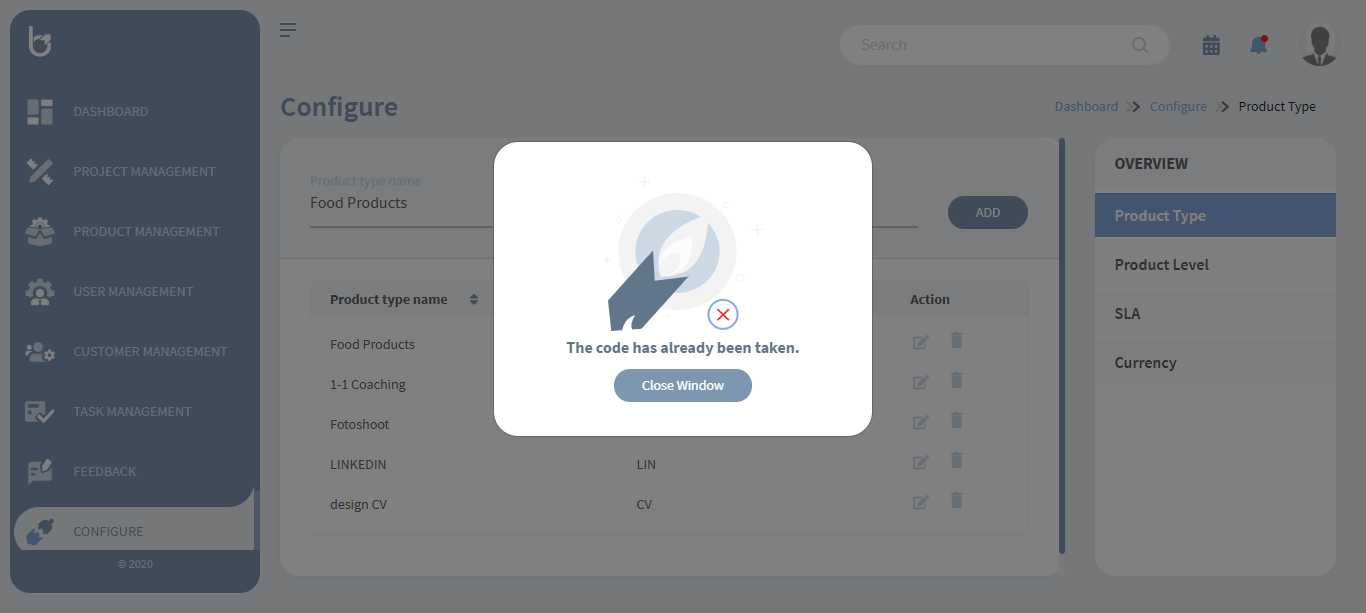 Search
DASHBOARD
PROJECT MANAGEMENT
PRODUCT MANAGEMENT
USER MANAGEMENT
CUSTOMER MANAGEMENT
TASK MANAGEMENT
FEEDBACK
CONFIGURE
© 2020
Configure
Dashboard Configure Product Type
Product type name
Food Products
ADD
Product type name Action
Food Products
1-1 Coaching
Fotoshoot
LINKEDIN LIN
design CV CV
The code has already been taken.
Close Window
OVERVIEW
Product Type
Product Level
SLA
Currency